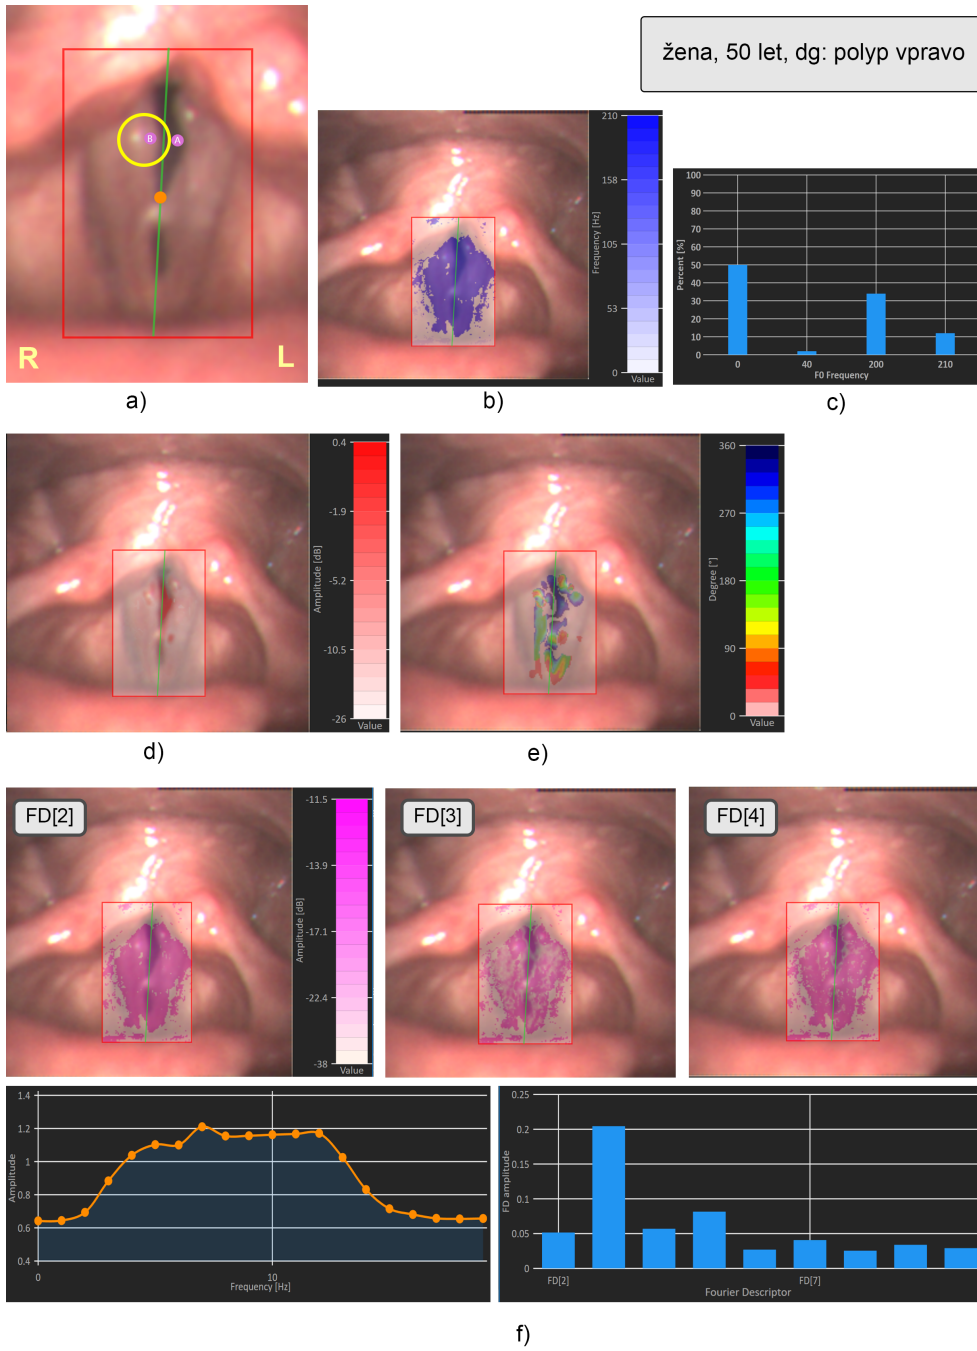 žena, 50 let, dg: polyp vpravo
B
A
R
L
a)
210
158
105
53
0
Frequency [Hz]
Value
b)
100
90
80
70
60
50
40
30
20
10
0
Percent [%]
0
40
200
210
F0 Frequency
c)
0.4
-1.9
-5.2
-10.5
-26
Amplitude [dB]
Value
d)
360
270
180
90
0
Degree [°]
Value
e)
FD[2]
-11.5
-13.9
-17.1
-22.4
-38
Amplitude [dB]
Value
FD[3]
FD[4]
1.4
1.2
1
0.8
0.6
0.4
Amplitude
0
10
Frequency [Hz]
0.25
0.2
0.15
0.1
0.05
0
FD amplitude
FD[2]
FD[7]
Fourier Descriptor
f)